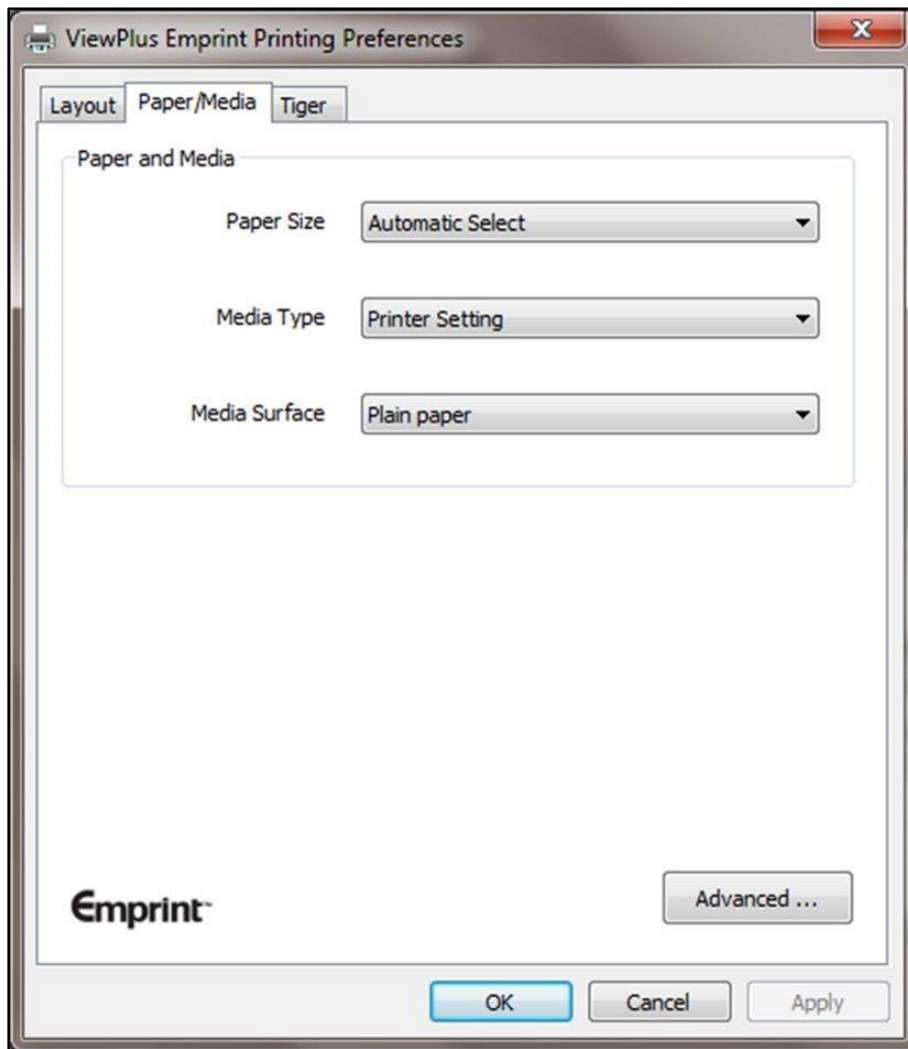 ViewPlus Emprint Printing Preferences
Layout Paper/Media Tiger
Paper and Media
Paper Size Automatic Select
Media Type Printer Setting
Media Surface Plain paper
Emprint™ Advanced ...
OK Cancel Apply